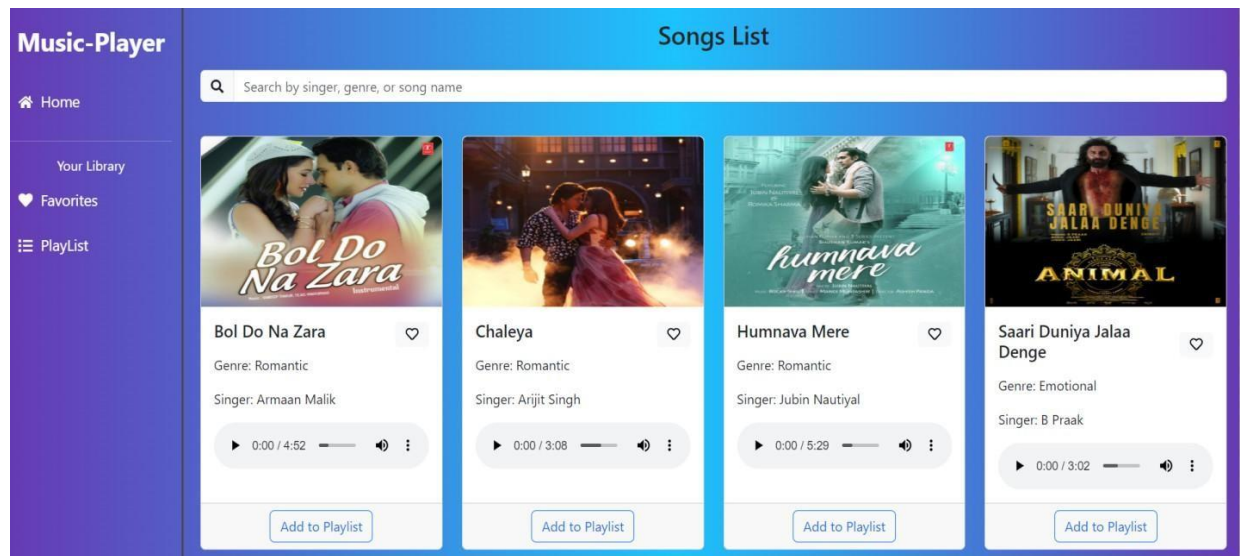 Music-Player
Home
Your Library
Favorites
PlayList
Songs List
Search by singer, genre, or song name
Bol Do
Na Zara
Instrumental
Bol Do Na Zara
Genre: Romantic
Singer: Armaan Malik
0:00 / 4:52
Add to Playlist
Chaleya
Genre: Romantic
Singer: Arijit Singh
0:00 / 3:08
Add to Playlist
humnava
mere
Humnava Mere
Genre: Romantic
Singer: Jubin Nautiyal
0:00 / 5:29
Add to Playlist
SAARI DUNIYA
JALAA DENGE
ANIMAL
Saari Duniya Jalaa
Denge
Genre: Emotional
Singer: B Praak
0:00 / 3:02
Add to Playlist